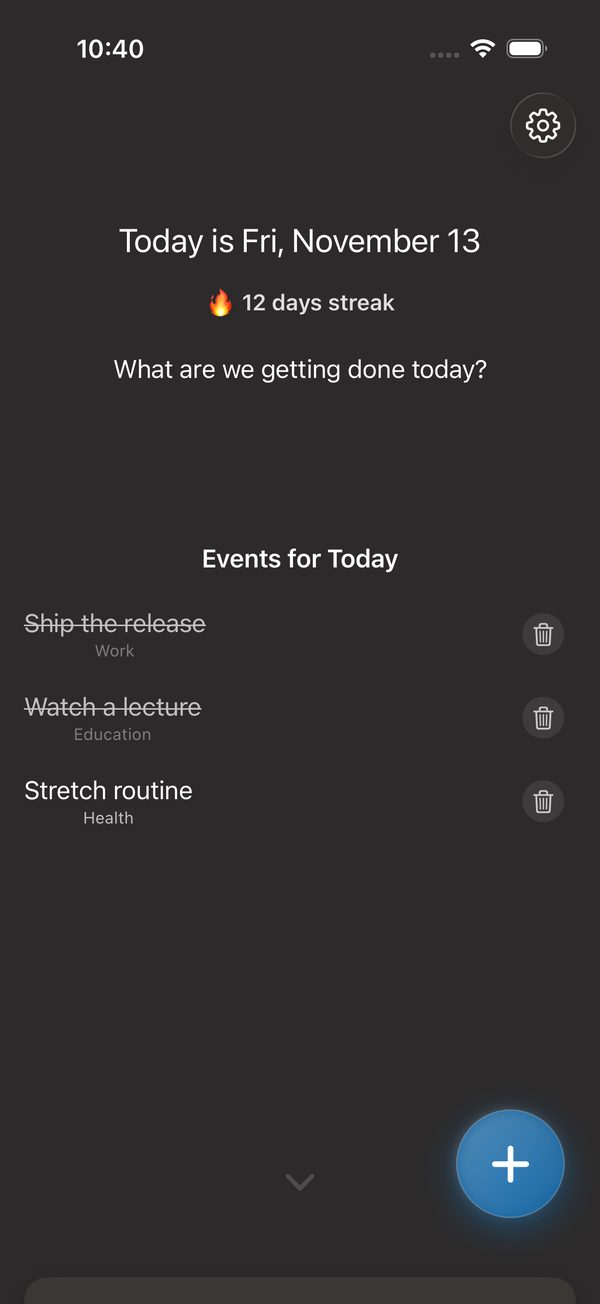 10:40
Today is Fri, November 13
🔥 12 days streak
What are we getting done today?
Events for Today
Ship the release
Work
Watch a lecture
Education
Stretch routine
Health